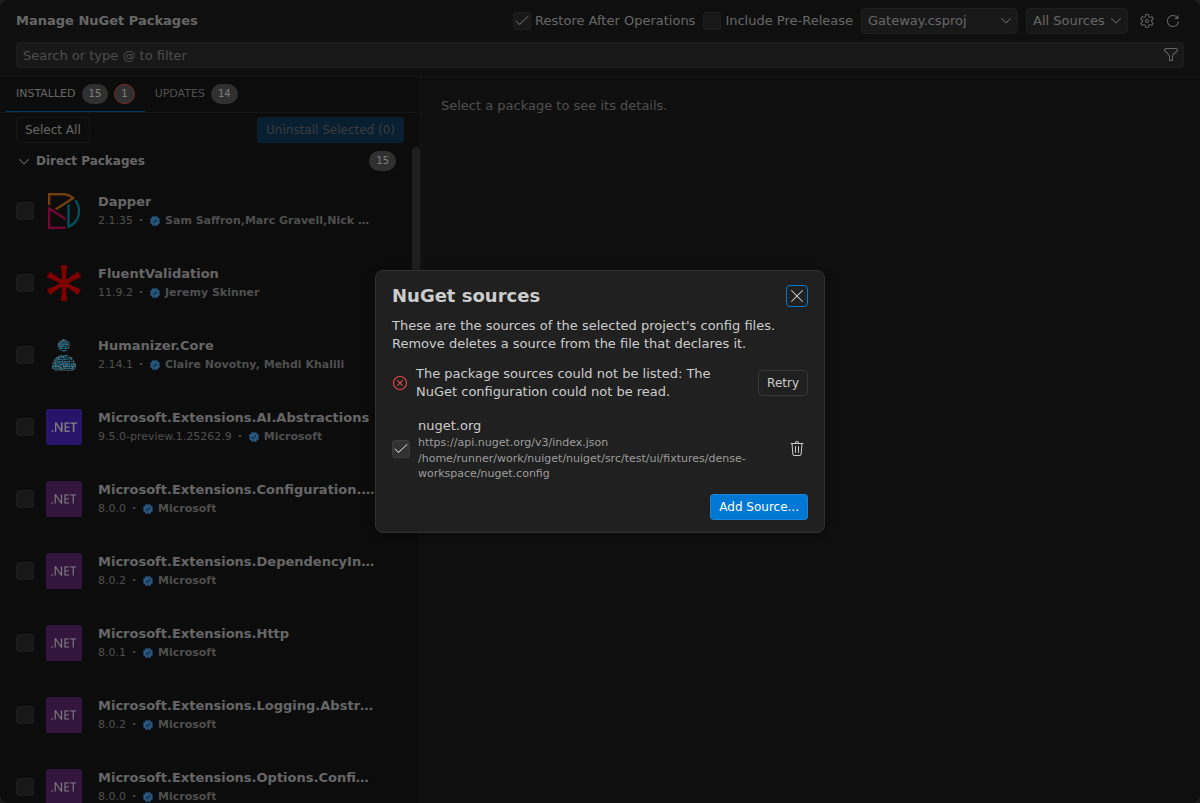 Manage NuGet Packages
Restore After Operations
Include Pre-Release
Gateway.csproj
All Sources
Search or type @ to filter
INSTALLED 15 1 UPDATES 14
Select a package to see its details.
Select All
Uninstall Selected (0)
Direct Packages 15
Dapper
2.1.35 · Sam Saffron,Marc Gravell,Nick ...
FluentValidation
11.9.2 · Jeremy Skinner
Humanizer.Core
2.14.1 · Claire Novotny, Mehdi Khalili
.NET
Microsoft.Extensions.AI.Abstractions
9.5.0-preview.1.25262.9 · Microsoft
.NET
Microsoft.Extensions.Configuration....
8.0.0 · Microsoft
.NET
Microsoft.Extensions.DependencyIn...
8.0.2 · Microsoft
.NET
Microsoft.Extensions.Http
8.0.1 · Microsoft
.NET
Microsoft.Extensions.Logging.Abstr...
8.0.2 · Microsoft
.NET
Microsoft.Extensions.Options.Confi...
8.0.0 · Microsoft
NuGet sources
These are the sources of the selected project's config files.
Remove deletes a source from the file that declares it.
The package sources could not be listed: The
NuGet configuration could not be read.
Retry
nuget.org
https://api.nuget.org/v3/index.json
/home/runner/work/nuiget/nuiget/src/test/ui/fixtures/dense-
workspace/nuget.config
Add Source...